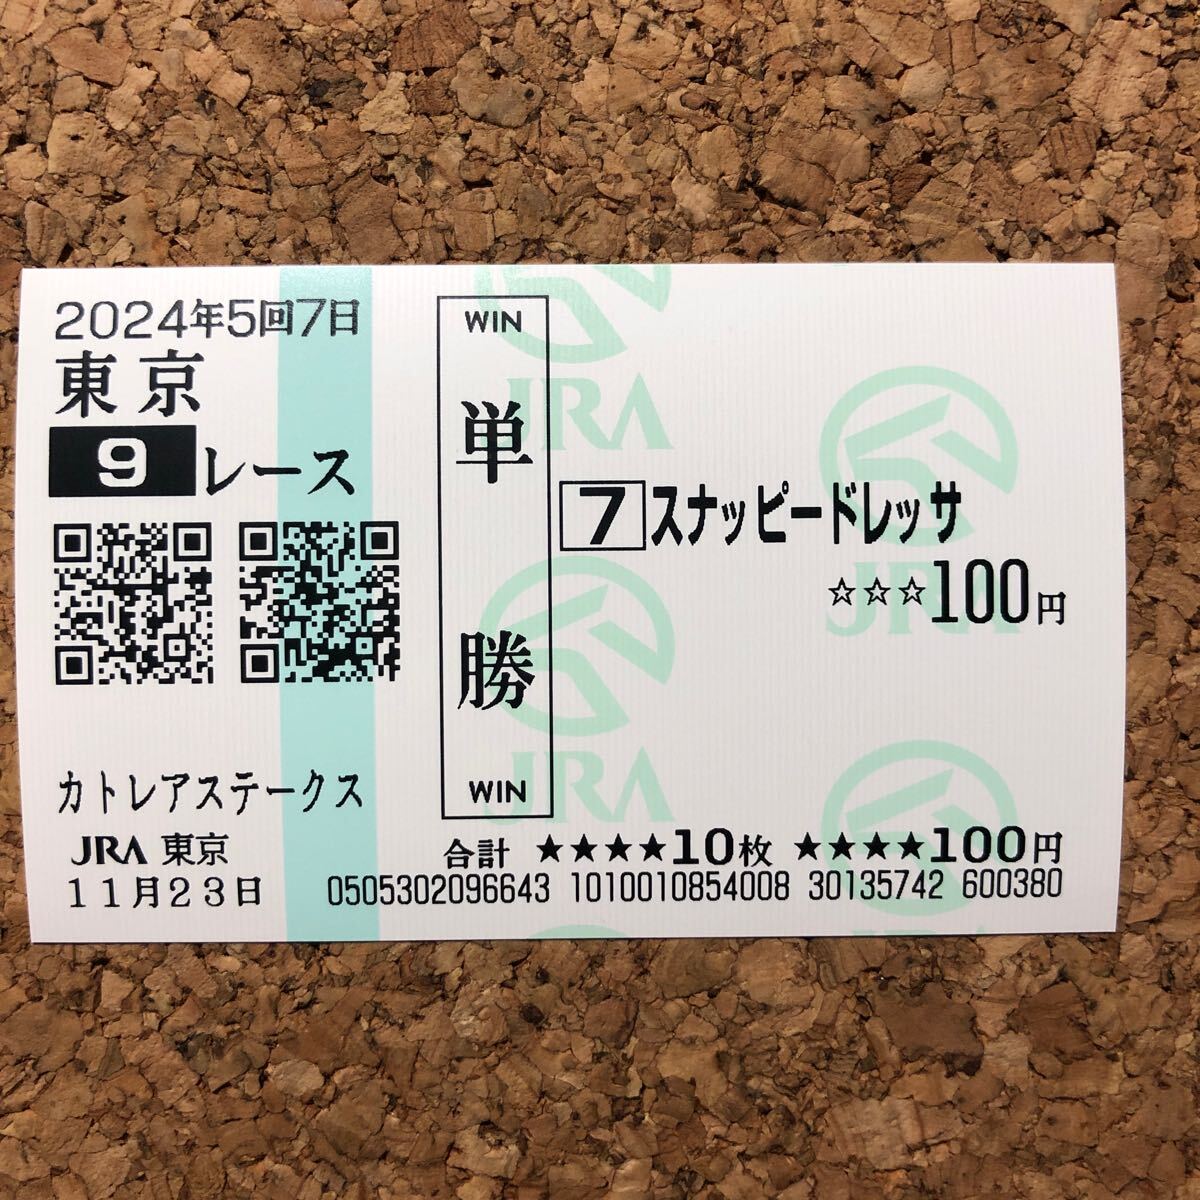 2024年5回7日
東京
9 レース
カトレアステークス
JRA 東京
11月23日
WIN
単勝
WIN
7 スナッピードレッサ
☆☆☆100円
合計 ★★★★10枚 ★★★★100円
0505302096643 1010010854008 30135742 600380
JRA
JRA
JRA
JRA